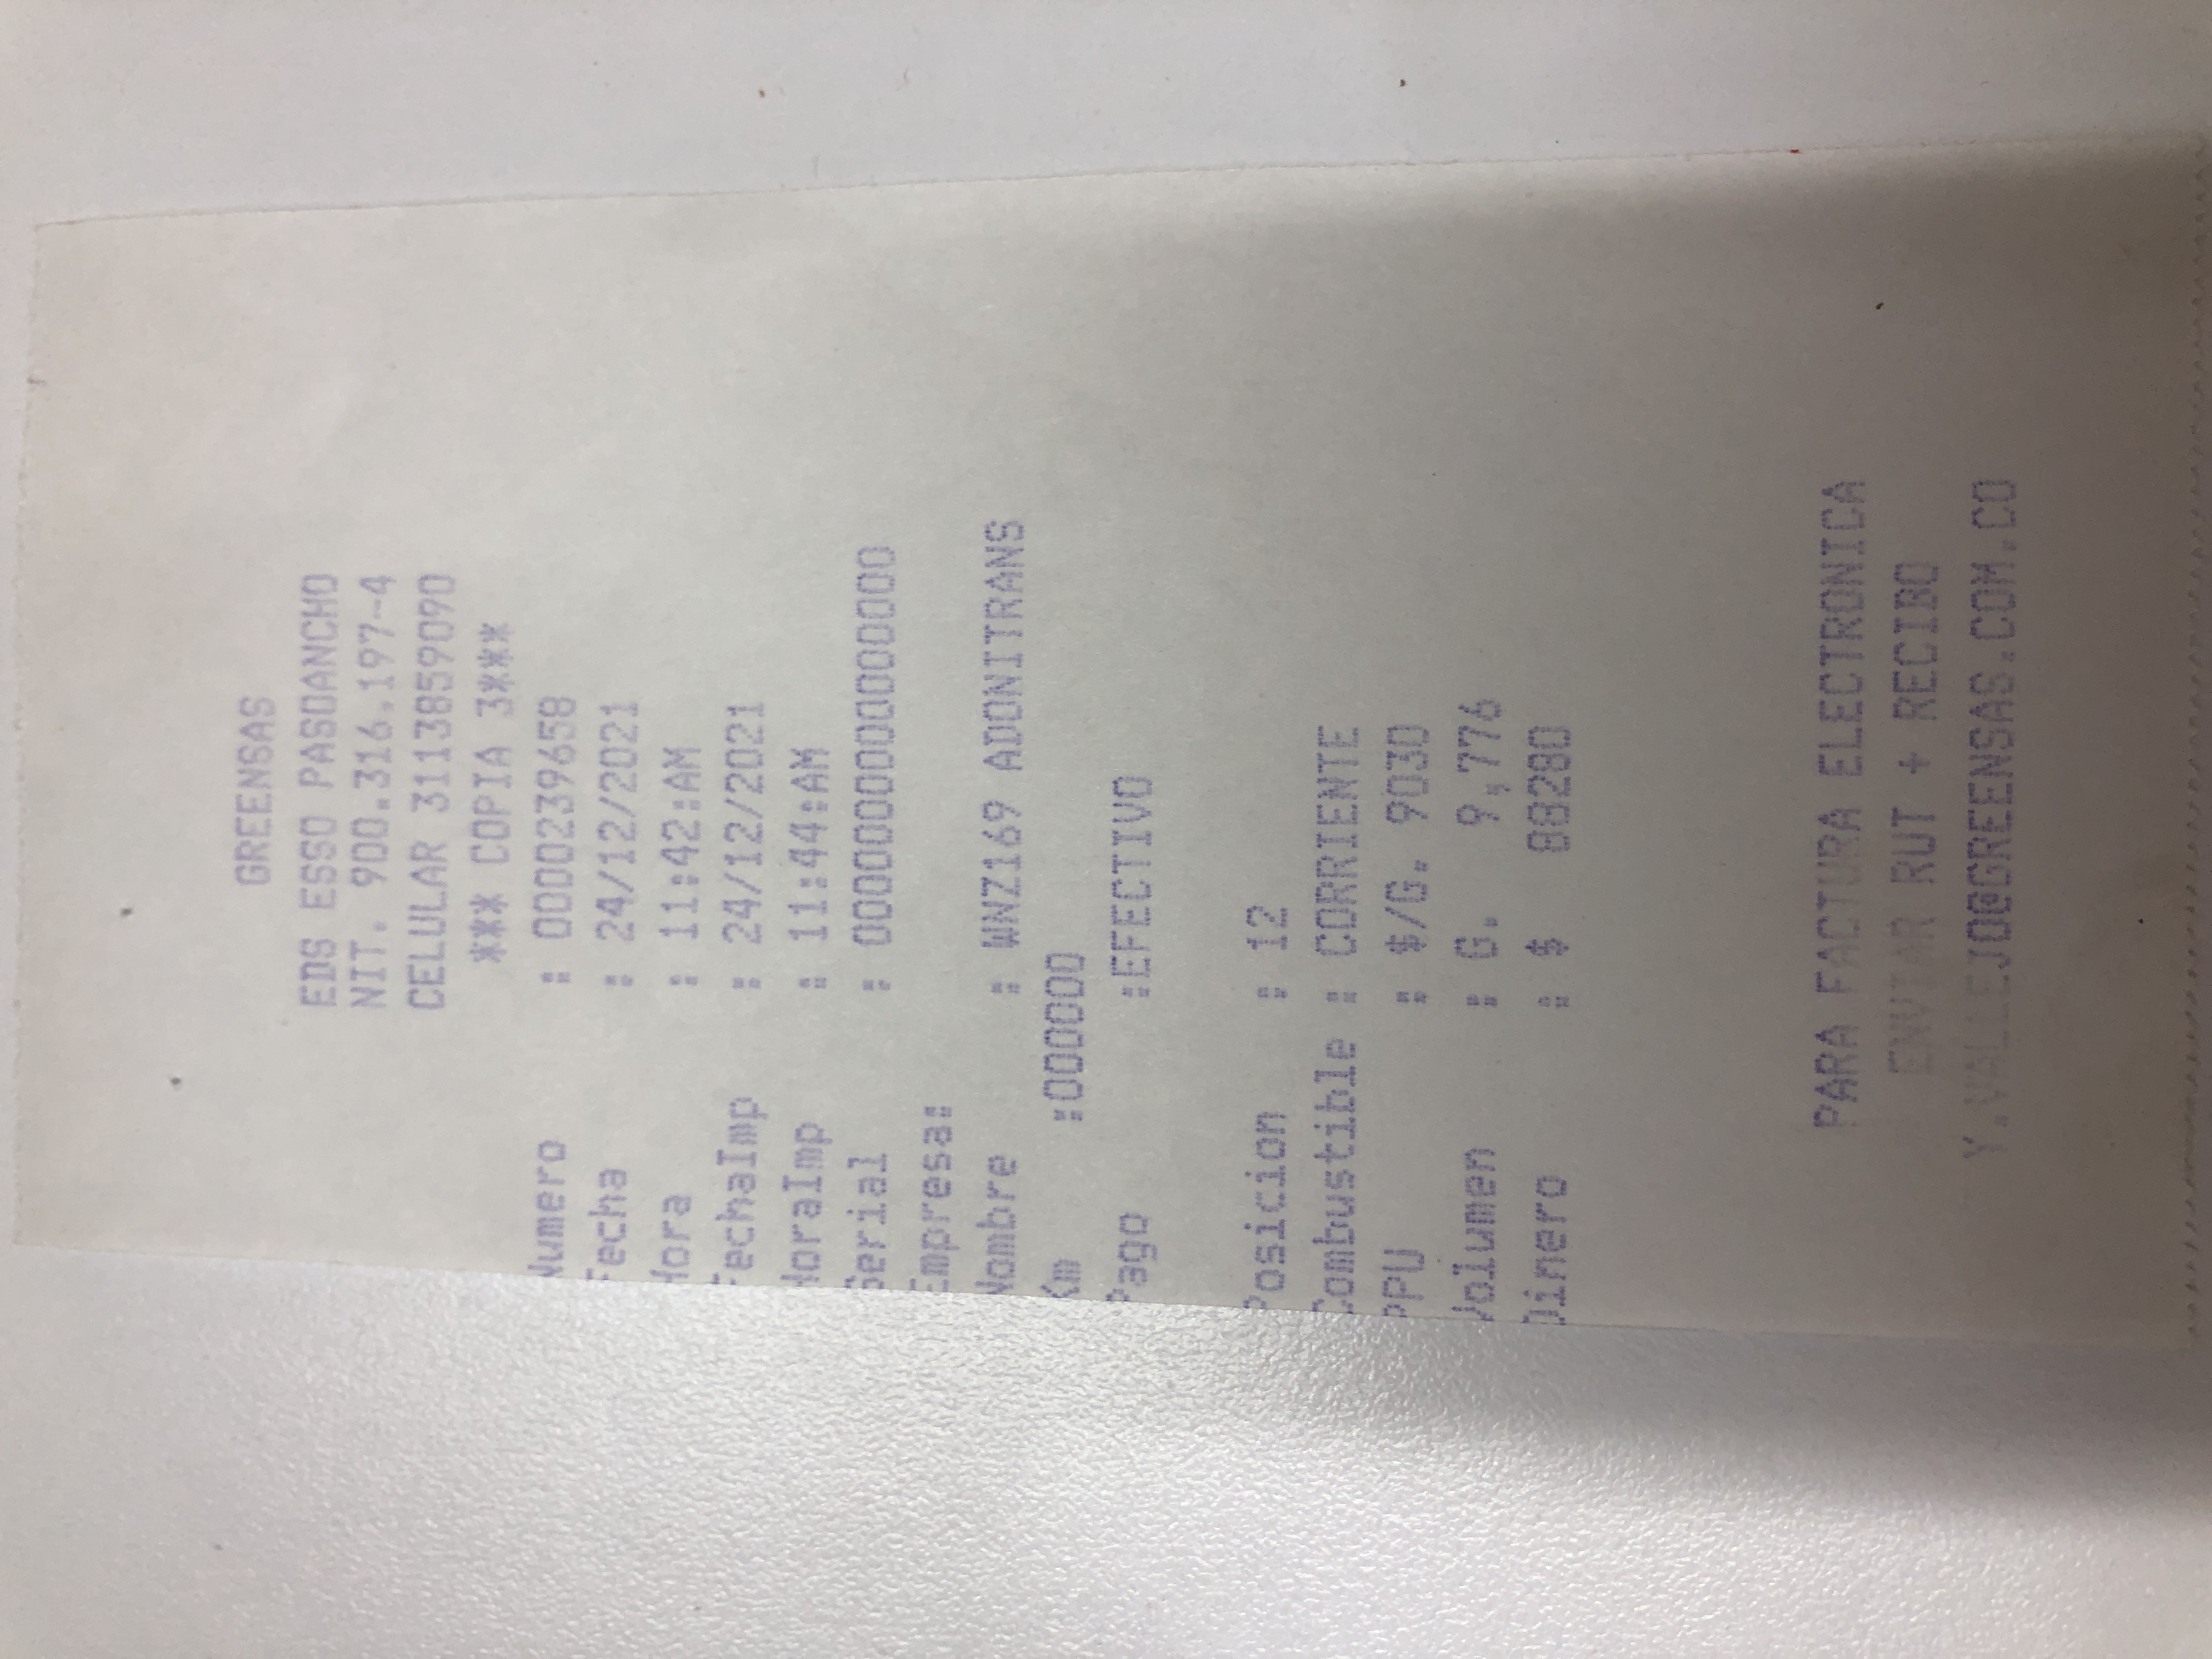 GREENSAS
EDS ESSO PASOANCHO
NIT. 900.316.197-4
CELULAR 3113859090
*** COPIA 3***
Numero : 0000239658
Fecha : 24/12/2021
Hora : 11:42:AM
FechaImp : 24/12/2021
HoraImp : 11:44:AM
Serial : 0000000000000000
Empresa:
Nombre : WNZ169 ADONITRANS
Km :000000
Pago :EFECTIVO
Posicion : 12
Combustible : CORRIENTE
PPU : $/G. 9030
Volumen : G. 9,776
Dinero : $ 88280
PARA FACTURA ELECTRONICA
ENVIAR RUT + RECIBO
Y.VALLEJO@GREENSAS.COM.CO